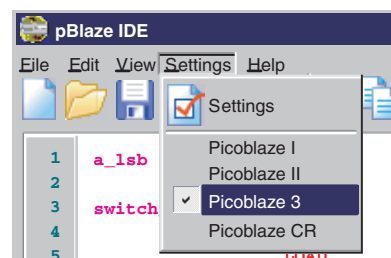 pBlaze IDE
File Edit View Settings Help
Settings
Picoblaze I
Picoblaze II
Picoblaze 3
Picoblaze CR
1 a_lsb
2
3 switch
4
5